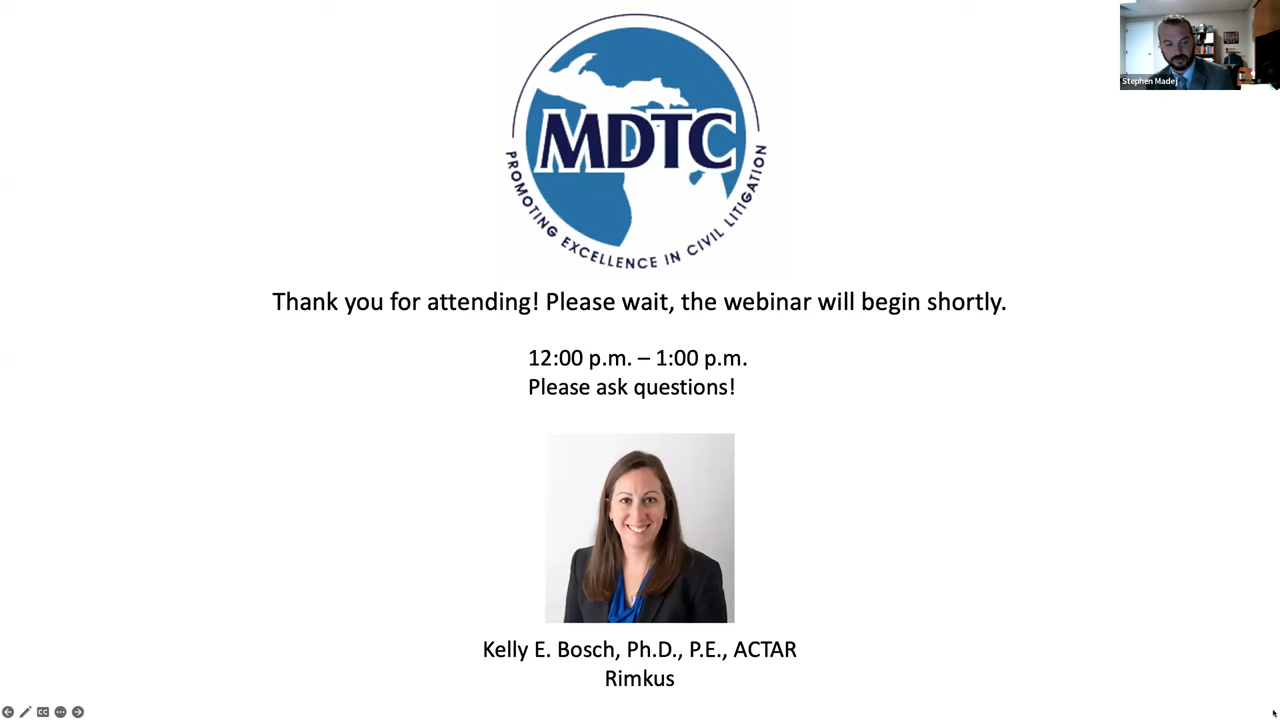 MDTC
PROMOTING EXCELLENCE IN CIVIL LITIGATION
Stephen Madej
Thank you for attending! Please wait, the webinar will begin shortly.
12:00 p.m. – 1:00 p.m.
Please ask questions!
Kelly E. Bosch, Ph.D., P.E., ACTAR
Rimkus
CC